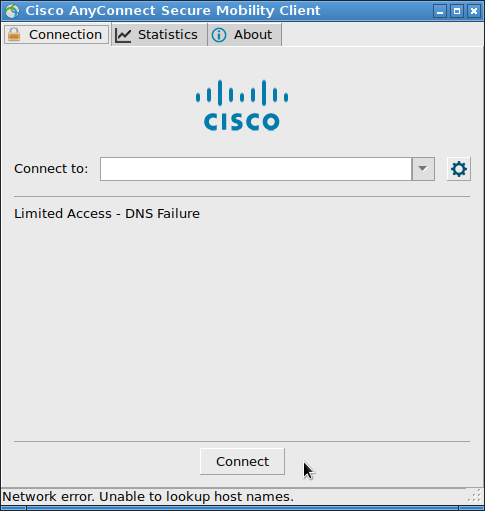 Cisco AnyConnect Secure Mobility Client
Connection
Statistics
About
CISCO
Connect to:
Limited Access - DNS Failure
Connect
Network error. Unable to lookup host names.